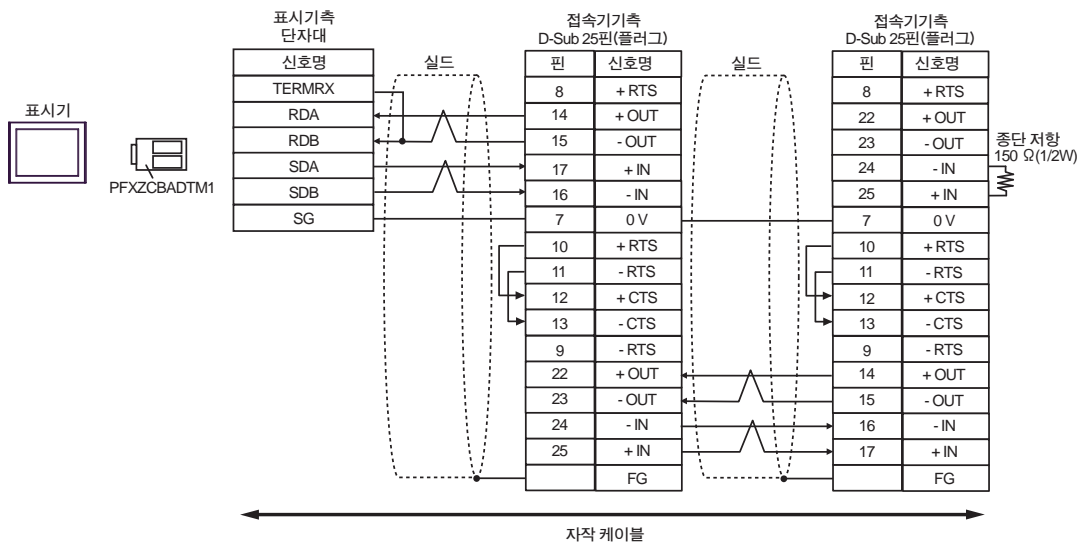 표시기
PFXZCBADTM1
표시기측
단자대
신호명
TERMRX
RDA
RDB
SDA
SDB
SG
실드
접속기기측
D-Sub 25핀(플러그)
핀 신호명
8 + RTS
14 + OUT
15 - OUT
17 + IN
16 - IN
7 0 V
10 + RTS
11 - RTS
12 + CTS
13 - CTS
9 - RTS
22 + OUT
23 - OUT
24 - IN
25 + IN
FG
실드
접속기기측
D-Sub 25핀(플러그)
핀 신호명
8 + RTS
22 + OUT
23 - OUT
24 - IN
25 + IN
7 0 V
10 + RTS
11 - RTS
12 + CTS
13 - CTS
9 - RTS
14 + OUT
15 - OUT
16 - IN
17 + IN
FG
종단 저항
150 Ω(1/2W)
자작 케이블